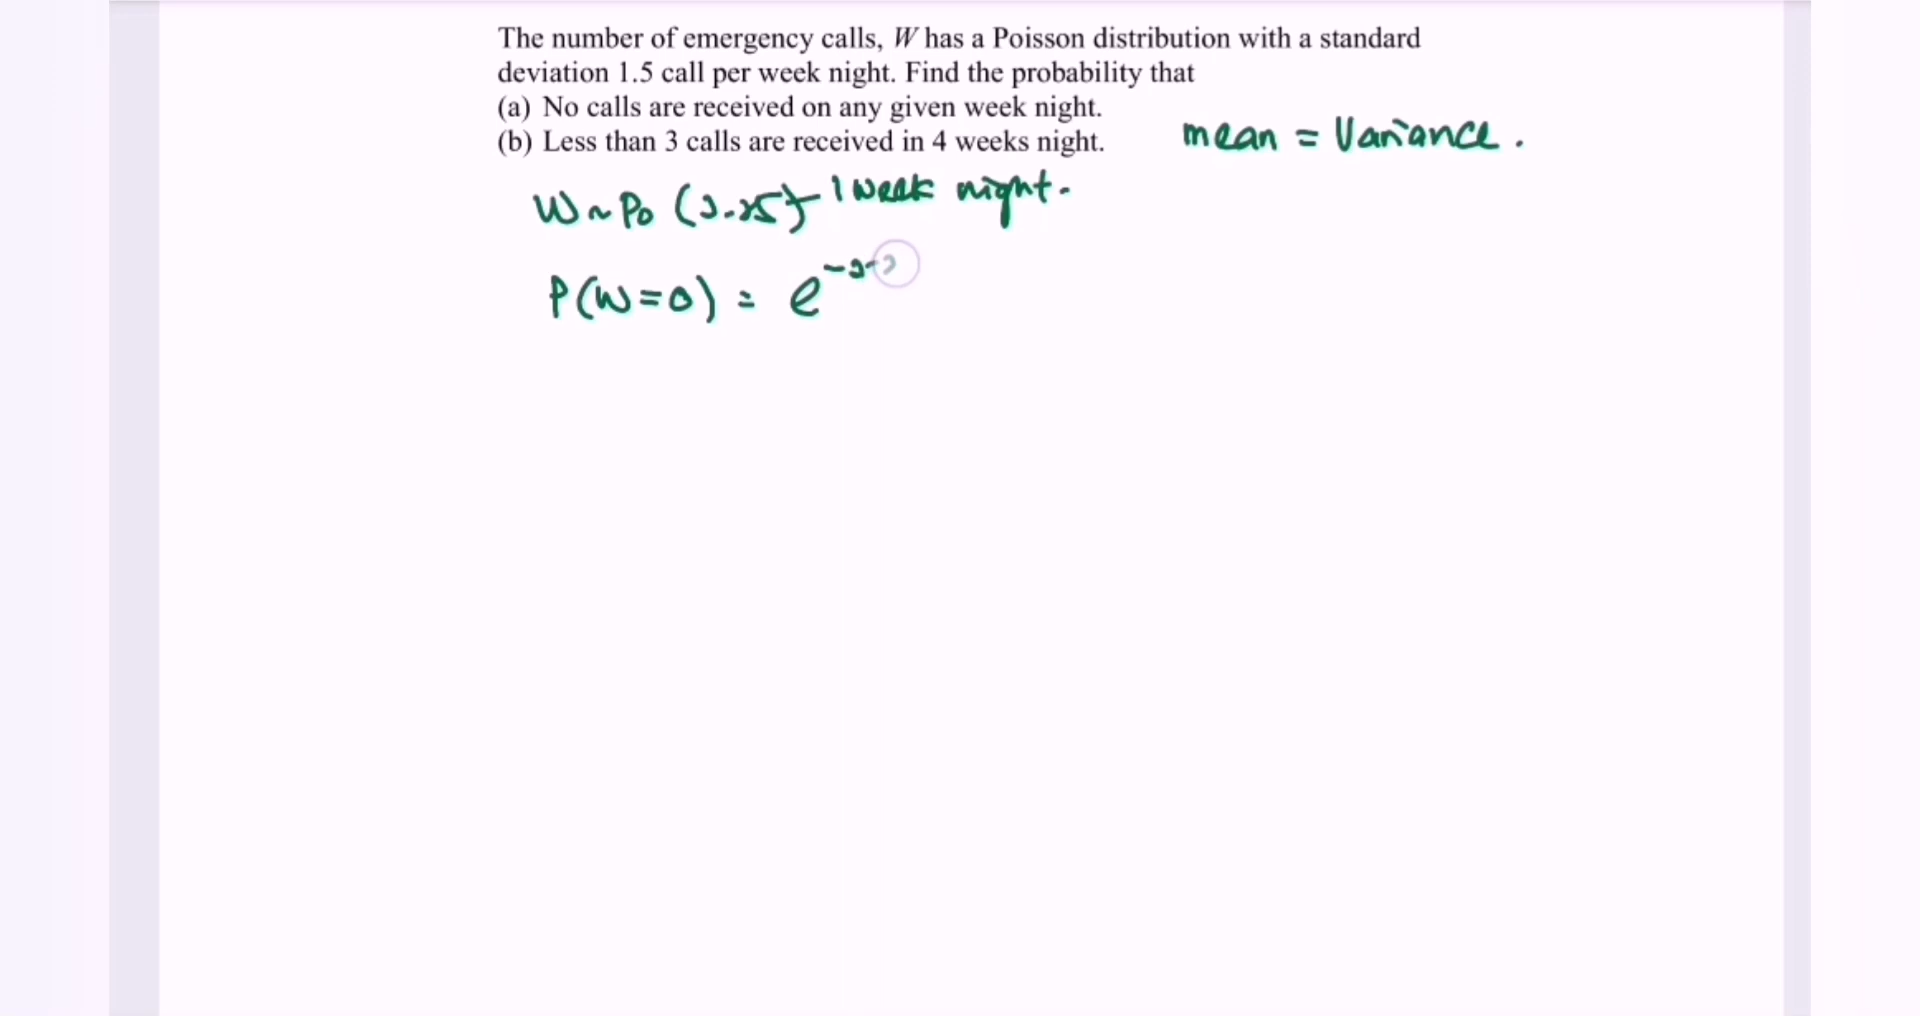 The number of emergency calls, W has a Poisson distribution with a standard
deviation 1.5 call per week night. Find the probability that
(a) No calls are received on any given week night.
(b) Less than 3 calls are received in 4 weeks night.
mean = Variance.
W ~ Po (2.25) - 1 week night.
P(W=0) = e^-2.2